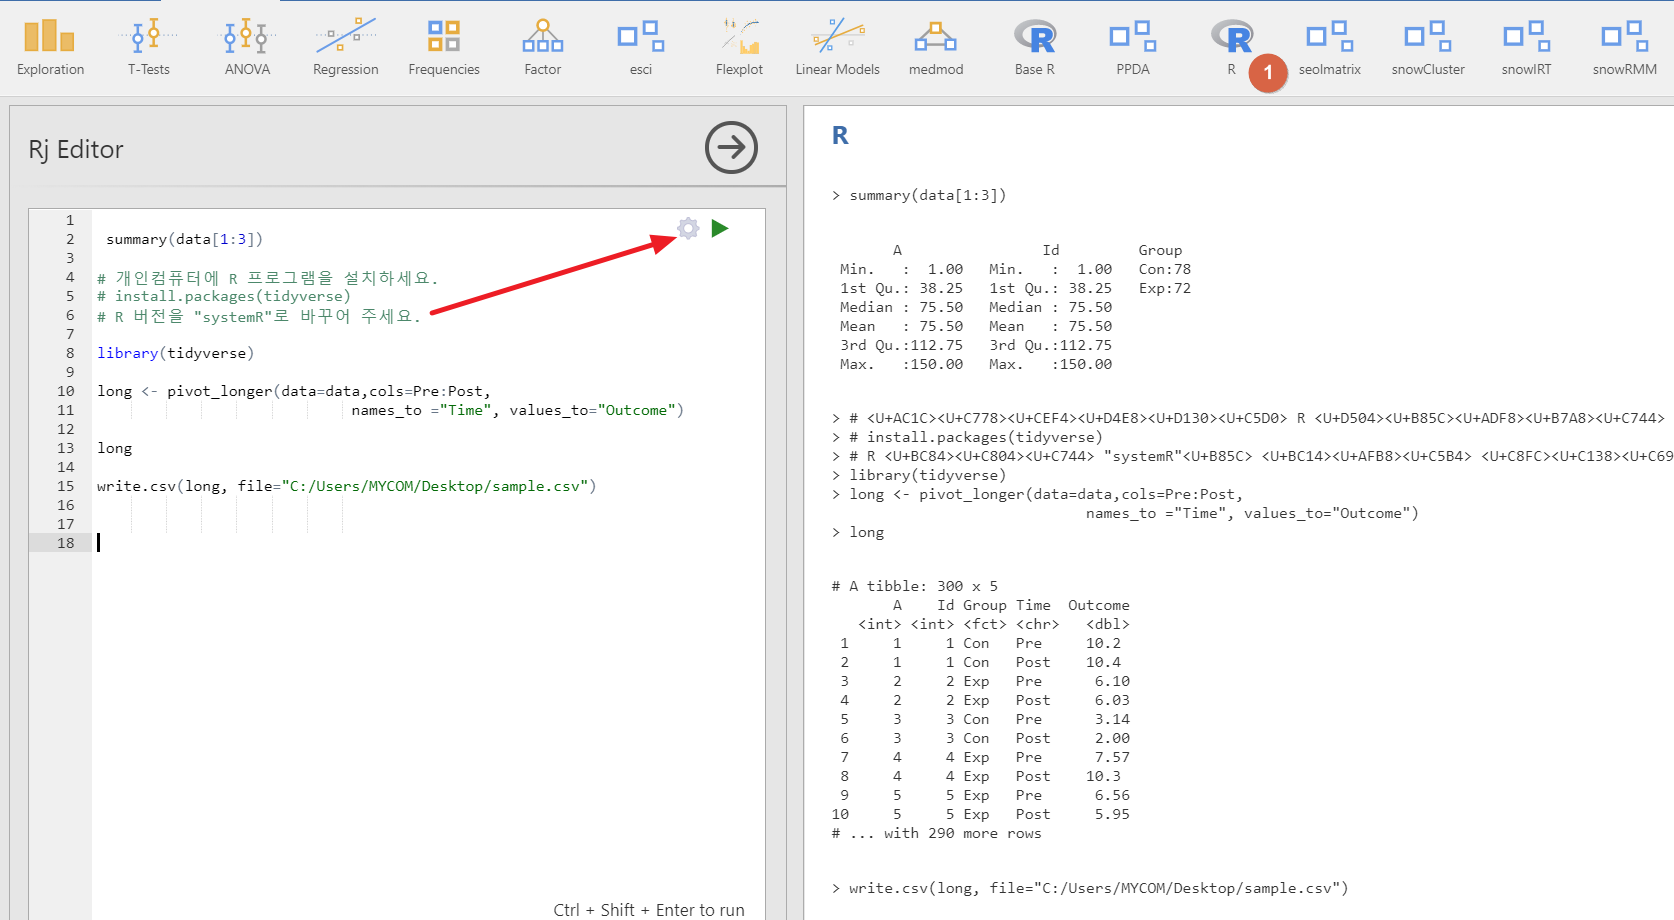 Exploration
T-Tests
ANOVA
Regression
Frequencies
Factor
esci
Flexplot
Linear Models
medmod
Base R
PPDA
R
1
seolmatrix
snowCluster
snowIRT
snowRMM
Rj Editor
1
2 summary(data[1:3])
3
4 # 개인컴퓨터에 R 프로그램을 설치하세요.
5 # install.packages(tidyverse)
6 # R 버전을 "systemR"로 바꾸어 주세요.
7
8 library(tidyverse)
9
10 long <- pivot_longer(data=data,cols=Pre:Post,
11 names_to ="Time", values_to="Outcome")
12
13 long
14
15 write.csv(long, file="C:/Users/MYCOM/Desktop/sample.csv")
16
17
18
Ctrl + Shift + Enter to run
R
> summary(data[1:3])
A Id Group
Min. : 1.00 Min. : 1.00 Con:78
1st Qu.: 38.25 1st Qu.: 38.25 Exp:72
Median : 75.50 Median : 75.50
Mean : 75.50 Mean : 75.50
3rd Qu.:112.75 3rd Qu.:112.75
Max. :150.00 Max. :150.00
> # <U+AC1C><U+C778><U+CEF4><U+D4E8><U+D130><U+C5D0> R <U+D504><U+B85C><U+ADF8><U+B7A8><U+C744>
> # install.packages(tidyverse)
> # R <U+BC84><U+C804><U+C744> "systemR"<U+B85C> <U+BC14><U+AFB8><U+C5B4> <U+C8FC><U+C138><U+C69
> library(tidyverse)
> long <- pivot_longer(data=data,cols=Pre:Post,
names_to ="Time", values_to="Outcome")
> long
# A tibble: 300 x 5
A Id Group Time Outcome
<int> <int> <fct> <chr> <dbl>
1 1 1 Con Pre 10.2
2 1 1 Con Post 10.4
3 2 2 Exp Pre 6.10
4 2 2 Exp Post 6.03
5 3 3 Con Pre 3.14
6 3 3 Con Post 2.00
7 4 4 Exp Pre 7.57
8 4 4 Exp Post 10.3
9 5 5 Exp Pre 6.56
10 5 5 Exp Post 5.95
# ... with 290 more rows
> write.csv(long, file="C:/Users/MYCOM/Desktop/sample.csv")